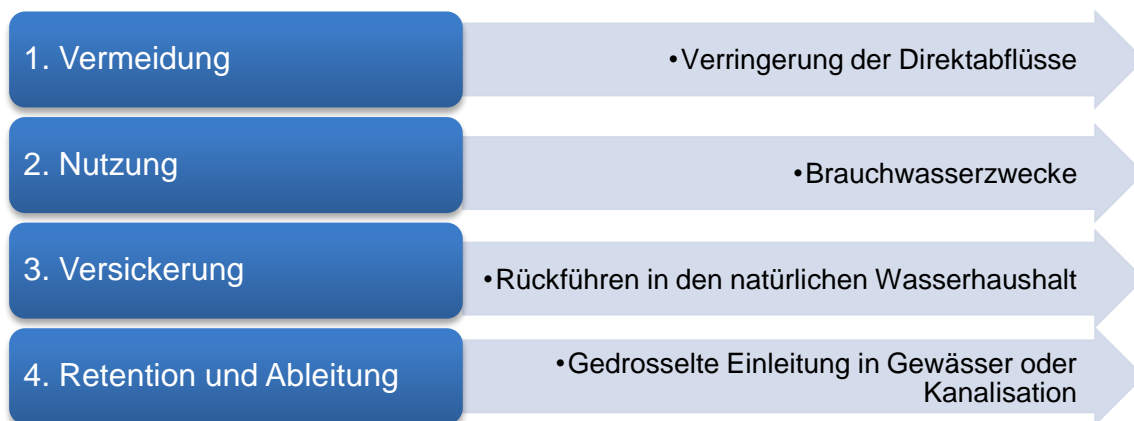 1. Vermeidung
•Verringerung der Direktabflüsse
2. Nutzung
•Brauchwasserzwecke
3. Versickerung
•Rückführen in den natürlichen Wasserhaushalt
4. Retention und Ableitung
•Gedrosselte Einleitung in Gewässer oder
Kanalisation